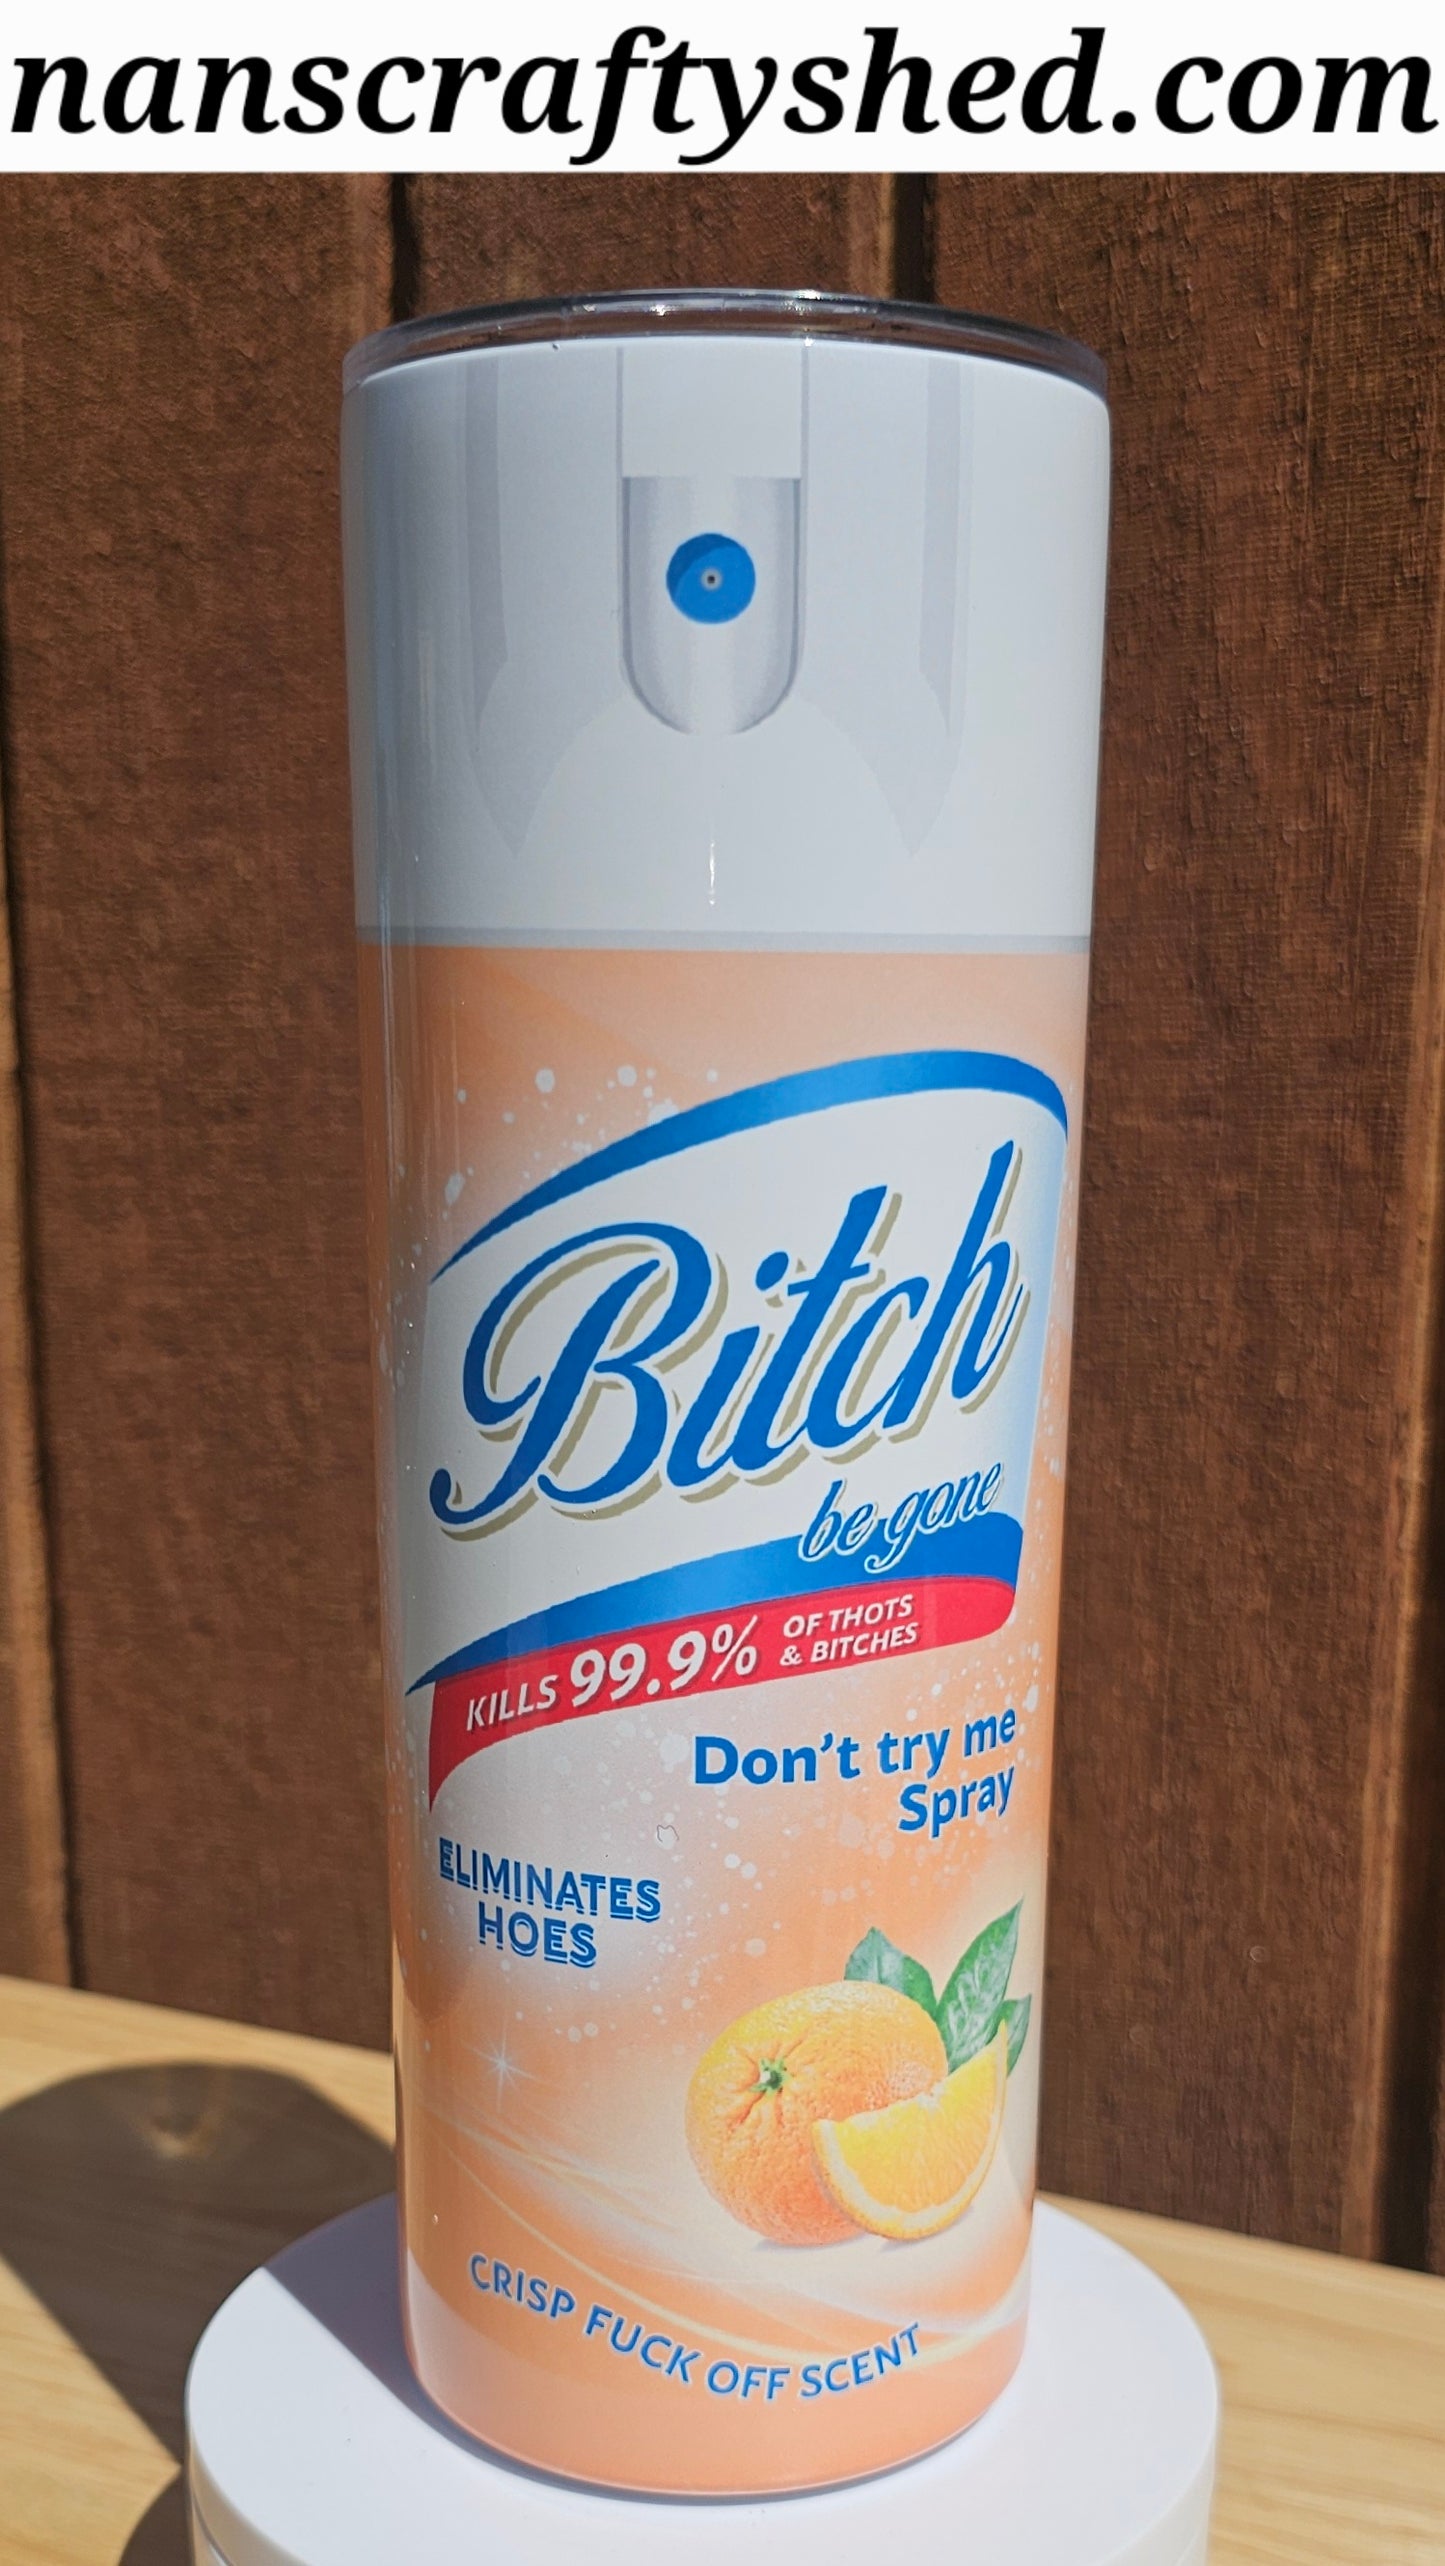 nanscraftyshed.com
Bitch
be gone
KILLS 99.9% OF THOTS
& BITCHES
Don't try me
Spray
ELIMINATES
HOES
CRISP FUCK OFF SCENT